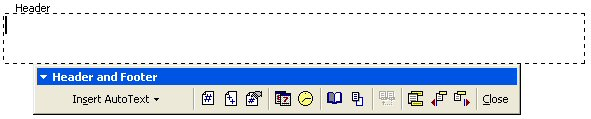 Header
Header and Footer
Insert AutoText Close